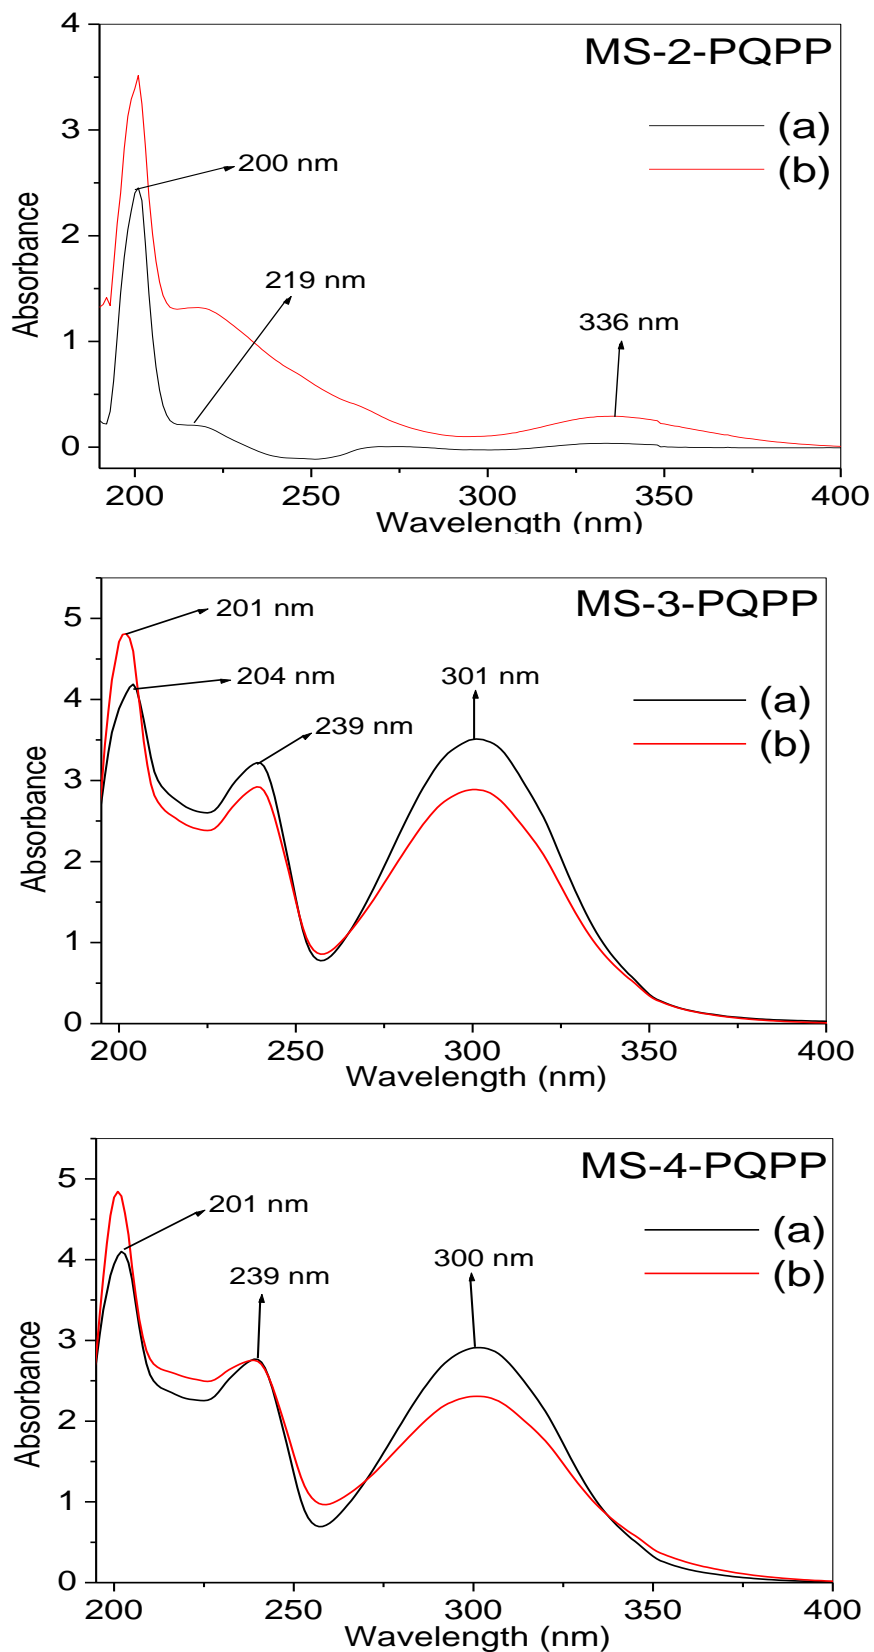 MS-2-PQPP
(a)
(b)
200 nm
219 nm
336 nm
Absorbance
4
3
2
1
0
200 250 300 350 400
Wavelength (nm)
MS-3-PQPP
(a)
(b)
201 nm
204 nm
239 nm
301 nm
Absorbance
5
4
3
2
1
0
200 250 300 350 400
Wavelength (nm)
MS-4-PQPP
(a)
(b)
201 nm
239 nm
300 nm
Absorbance
5
4
3
2
1
0
200 250 300 350 400
Wavelength (nm)